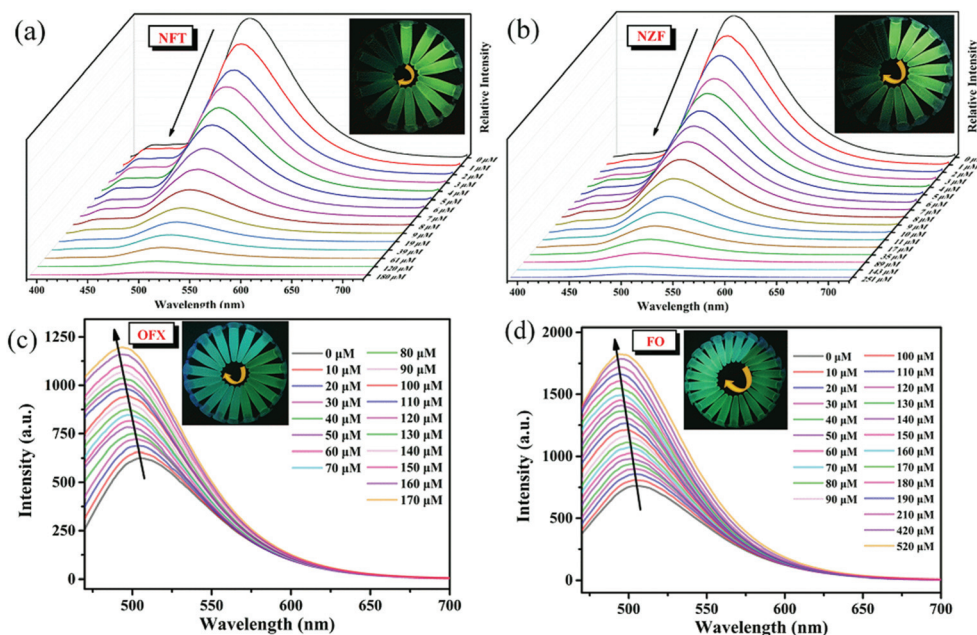 (a)
NFT
Relative Intensity
0 μM
1 μM
2 μM
3 μM
4 μM
5 μM
6 μM
7 μM
8 μM
9 μM
19 μM
39 μM
61 μM
120 μM
180 μM
400 450 500 550 600 650 700
Wavelength (nm)
(b)
NZF
Relative Intensity
0 μM
1 μM
2 μM
3 μM
4 μM
5 μM
6 μM
7 μM
8 μM
9 μM
10 μM
11 μM
17 μM
35 μM
89 μM
143 μM
251 μM
400 450 500 550 600 650 700
Wavelength (nm)
(c)
OFX
Intensity (a.u.)
1250
1000
750
500
250
0
0 μM 80 μM
10 μM 90 μM
20 μM 100 μM
30 μM 110 μM
40 μM 120 μM
50 μM 130 μM
60 μM 140 μM
70 μM 150 μM
160 μM
170 μM
500 550 600 650 700
Wavelength (nm)
(d)
FO
Intensity (a.u.)
2000
1500
1000
500
0
0 μM 100 μM
10 μM 110 μM
20 μM 120 μM
30 μM 130 μM
40 μM 140 μM
50 μM 150 μM
60 μM 160 μM
70 μM 170 μM
80 μM 180 μM
90 μM 190 μM
210 μM
420 μM
520 μM
500 550 600 650 700
Wavelength (nm)